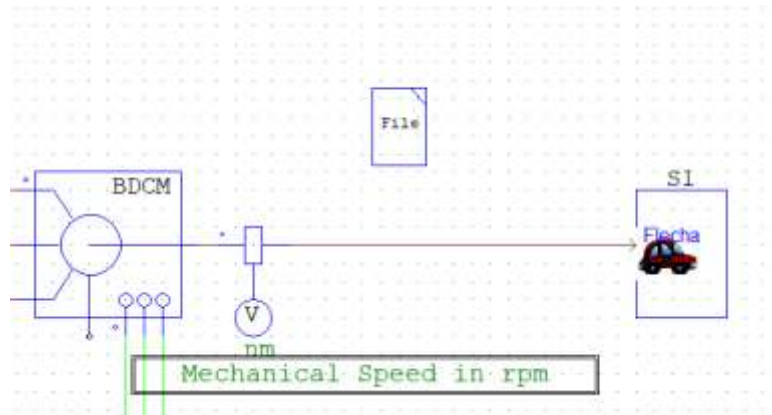 File
BDCM
S1
Flecha
V
nm
Mechanical Speed in rpm